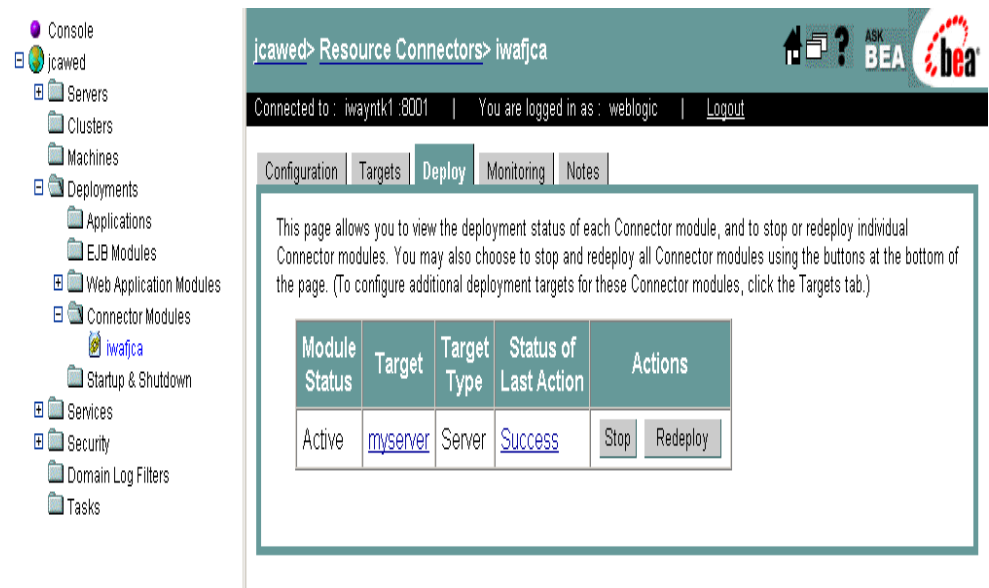 Console
jcawed
Servers
Clusters
Machines
Deployments
Applications
EJB Modules
Web Application Modules
Connector Modules
iwafjca
Startup & Shutdown
Services
Security
Domain Log Filters
Tasks
jcawed> Resource Connectors> iwafjca
? ASK BEA bea
Connected to : iwayntk1 :8001 | You are logged in as : weblogic | Logout
Configuration Targets Deploy Monitoring Notes
This page allows you to view the deployment status of each Connector module, and to stop or redeploy individual
Connector modules. You may also choose to stop and redeploy all Connector modules using the buttons at the bottom of
the page. (To configure additional deployment targets for these Connector modules, click the Targets tab.)
Module Status Target Target Type Status of Last Action Actions
Active myserver Server Success Stop Redeploy